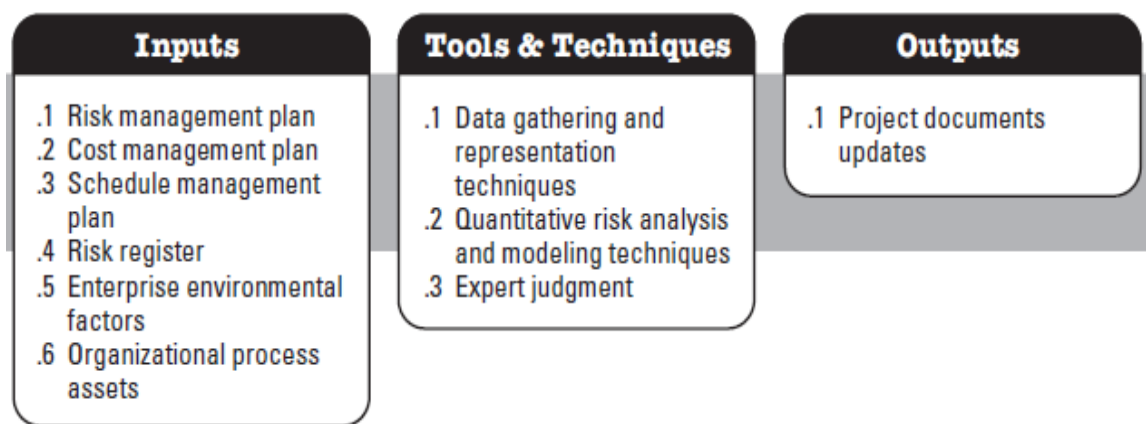 Inputs
.1 Risk management plan
.2 Cost management plan
.3 Schedule management
plan
.4 Risk register
.5 Enterprise environmental
factors
.6 Organizational process
assets
Tools & Techniques
.1 Data gathering and
representation
techniques
.2 Quantitative risk analysis
and modeling techniques
.3 Expert judgment
Outputs
.1 Project documents
updates